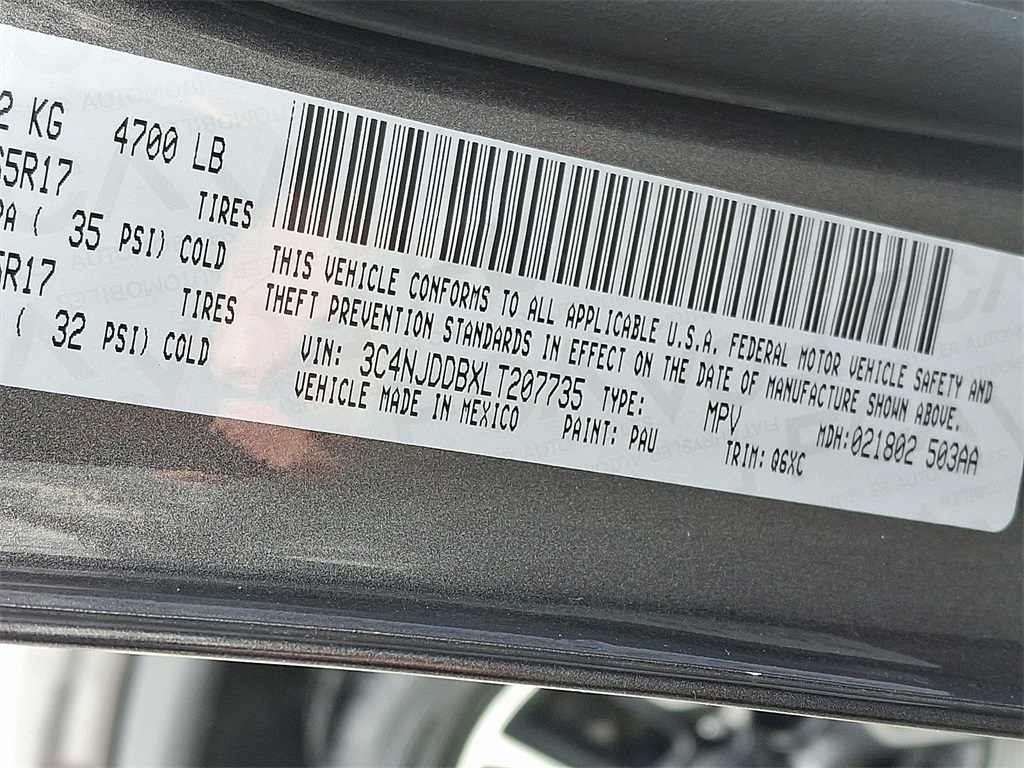 2 KG 4700 LB
65R17 TIRES
PA ( 35 PSI) COLD
5R17 TIRES
( 32 PSI) COLD
THIS VEHICLE CONFORMS TO ALL APPLICABLE U.S.A. FEDERAL MOTOR VEHICLE SAFETY AND
THEFT PREVENTION STANDARDS IN EFFECT ON THE DATE OF MANUFACTURE SHOWN ABOVE.
VIN: 3C4NJDDBXLT207735 TYPE: MPV MDH:021802 503AA
VEHICLE MADE IN MEXICO PAINT: PAU TRIM: Q6XC